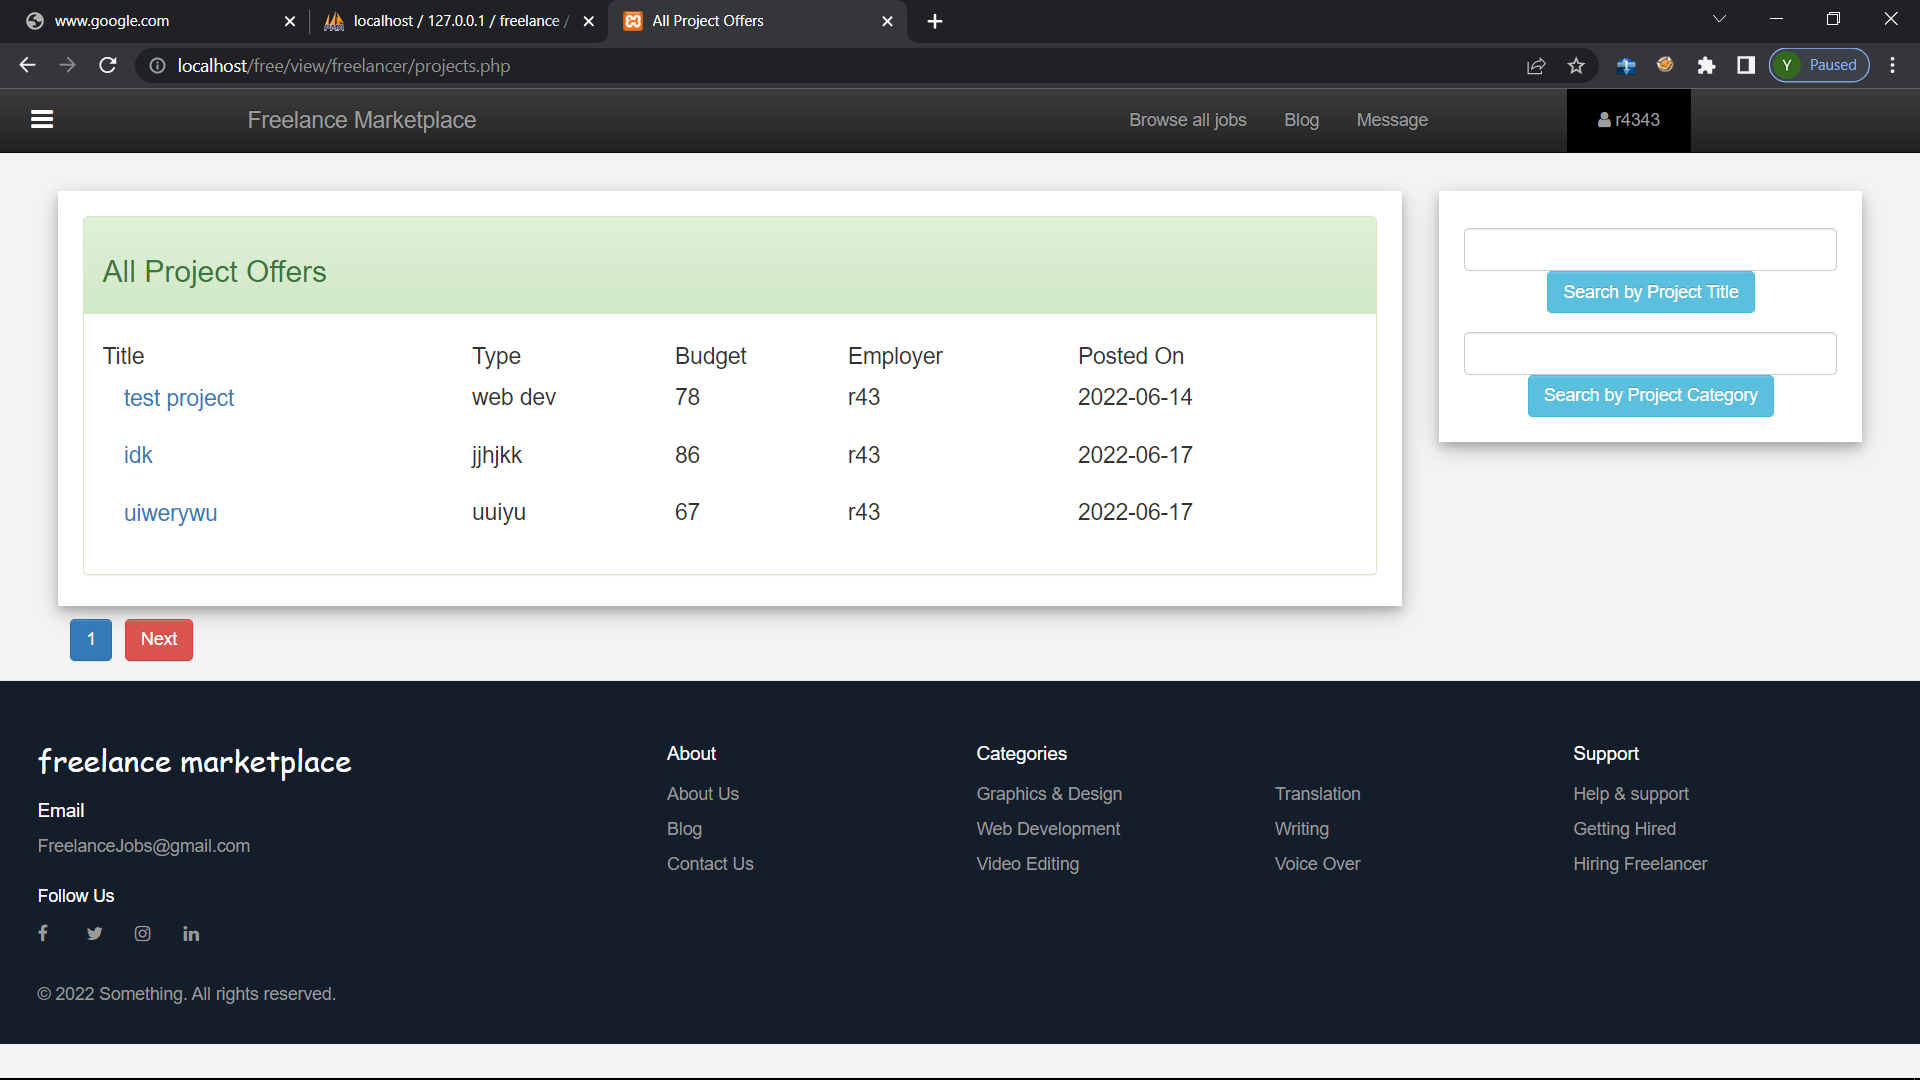 www.google.com
localhost / 127.0.0.1 / freelance /
All Project Offers
localhost/free/view/freelancer/projects.php
Y Paused
Freelance Marketplace
Browse all jobs Blog Message r4343
All Project Offers
Title Type Budget Employer Posted On
test project web dev 78 r43 2022-06-14
idk jjhjkk 86 r43 2022-06-17
uiwerywu uuiyu 67 r43 2022-06-17
Search by Project Title
Search by Project Category
1 Next
freelance marketplace
Email
FreelanceJobs@gmail.com
Follow Us
© 2022 Something. All rights reserved.
About
About Us
Blog
Contact Us
Categories
Graphics & Design
Web Development
Video Editing
Translation
Writing
Voice Over
Support
Help & support
Getting Hired
Hiring Freelancer